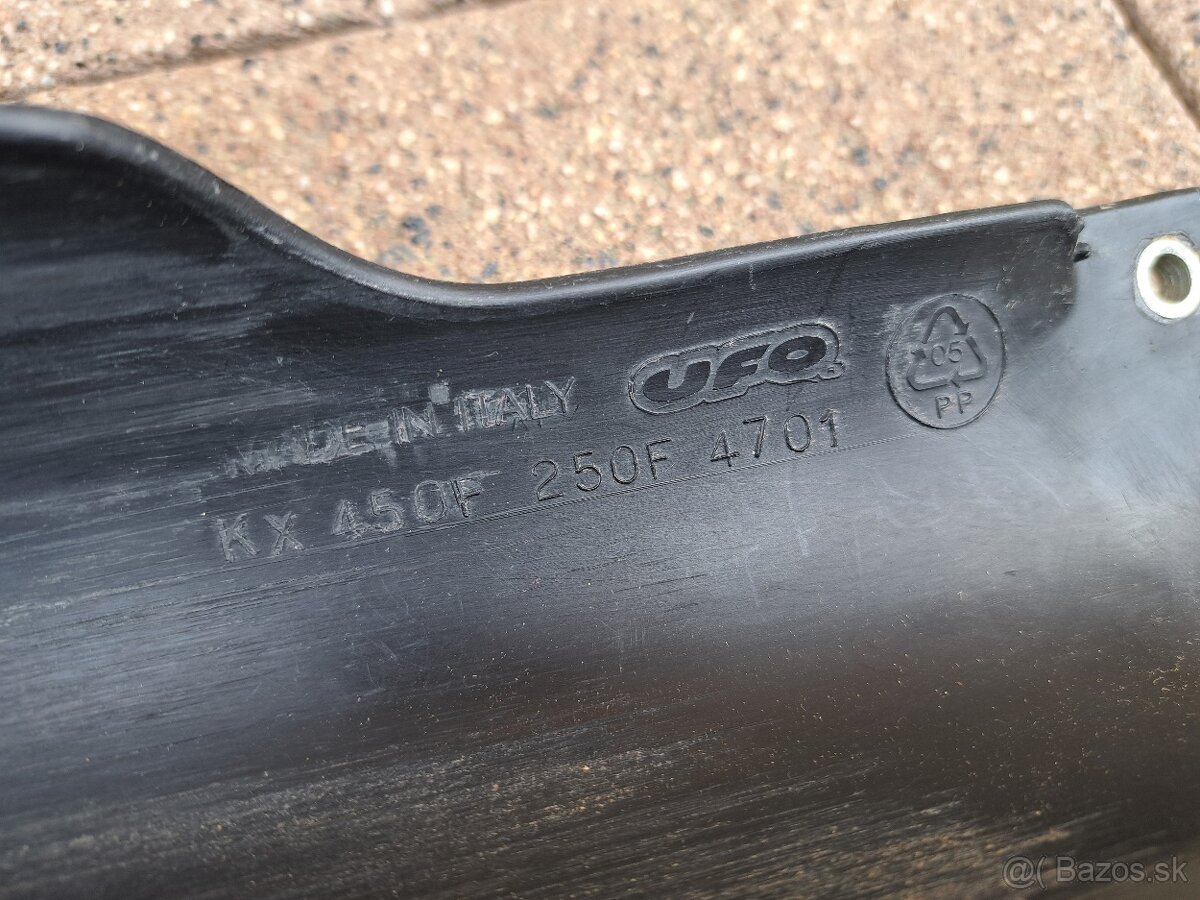 MADE IN ITALY UFO
05
PP
KX 450F 250F 4701
@( Bazos.sk